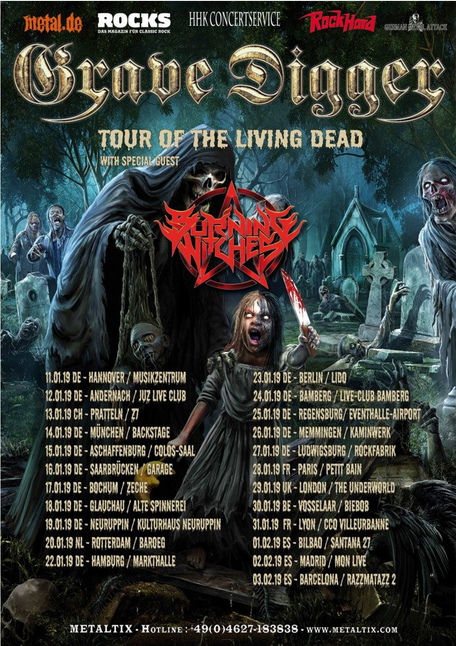 metal.de
ROCKS
DAS MAGAZIN FÜR CLASSIC ROCK
HHK CONCERTSERVICE
RockHard
GERMAN METAL ATTACK
Grave Digger
TOUR OF THE LIVING DEAD
WITH SPECIAL GUEST
BURNING
WITCHES
11.01.19 DE - HANNOVER / MUSIKZENTRUM
12.01.19 DE - ANDERNACH / JUZ LIVE CLUB
13.01.19 CH - PRATTELN / Z7
14.01.19 DE - MÜNCHEN / BACKSTAGE
15.01.19 DE - ASCHAFFENBURG / COLOS-SAAL
16.01.19 DE - SAARBRÜCKEN / GARAGE
17.01.19 DE - BOCHUM / ZECHE
18.01.19 DE - GLAUCHAU / ALTE SPINNEREI
19.01.19 DE - NEURUPPIN / KULTURHAUS NEURUPPIN
20.01.19 NL - ROTTERDAM / BAROEG
22.01.19 DE - HAMBURG / MARKTHALLE
23.01.19 DE - BERLIN / LIDO
24.01.19 DE - BAMBERG / LIVE-CLUB BAMBERG
25.01.19 DE - REGENSBURG/ EVENTHALLE-AIRPORT
26.01.19 DE - MEMMINGEN / KAMINWERK
27.01.19 DE - LUDWIGSBURG / ROCKFABRIK
28.01.19 FR - PARIS / PETIT BAIN
29.01.19 UK - LONDON / THE UNDERWORLD
30.01.19 BE - VOSSELAAR / BIEBOB
31.01.19 FR - LYON / CCO VILLEURBANNE
01.02.19 ES - BILBAO / SANTANA 27
02.02.19 ES - MADRID / MON LIVE
03.02.19 ES - BARCELONA / RAZZMATAZZ 2
METALTIX - HOTLINE : +49(0)4627-183838 - WWW.METALTIX.COM